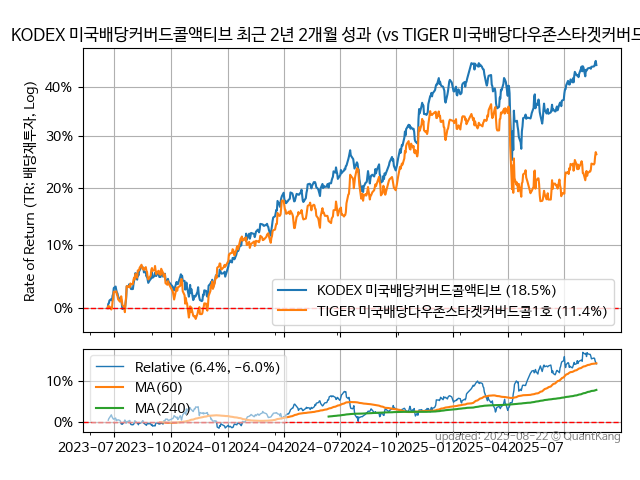 KODEX 미국배당커버드콜액티브 최근 2년 2개월 성과 (vs TIGER 미국배당다우존스타겟커버드
Rate of Return (TR: 배당재투자, Log)
40%
30%
20%
10%
0%
KODEX 미국배당커버드콜액티브 (18.5%)
TIGER 미국배당다우존스타겟커버드콜1호 (11.4%)
10%
0%
Relative (6.4%, -6.0%)
MA(60)
MA(240)
2023-07 2023-10 2024-01 2024-04 2024-07 2024-10 2025-01 2025-04 2025-07
updated: 2025-08-22 © QuantKang